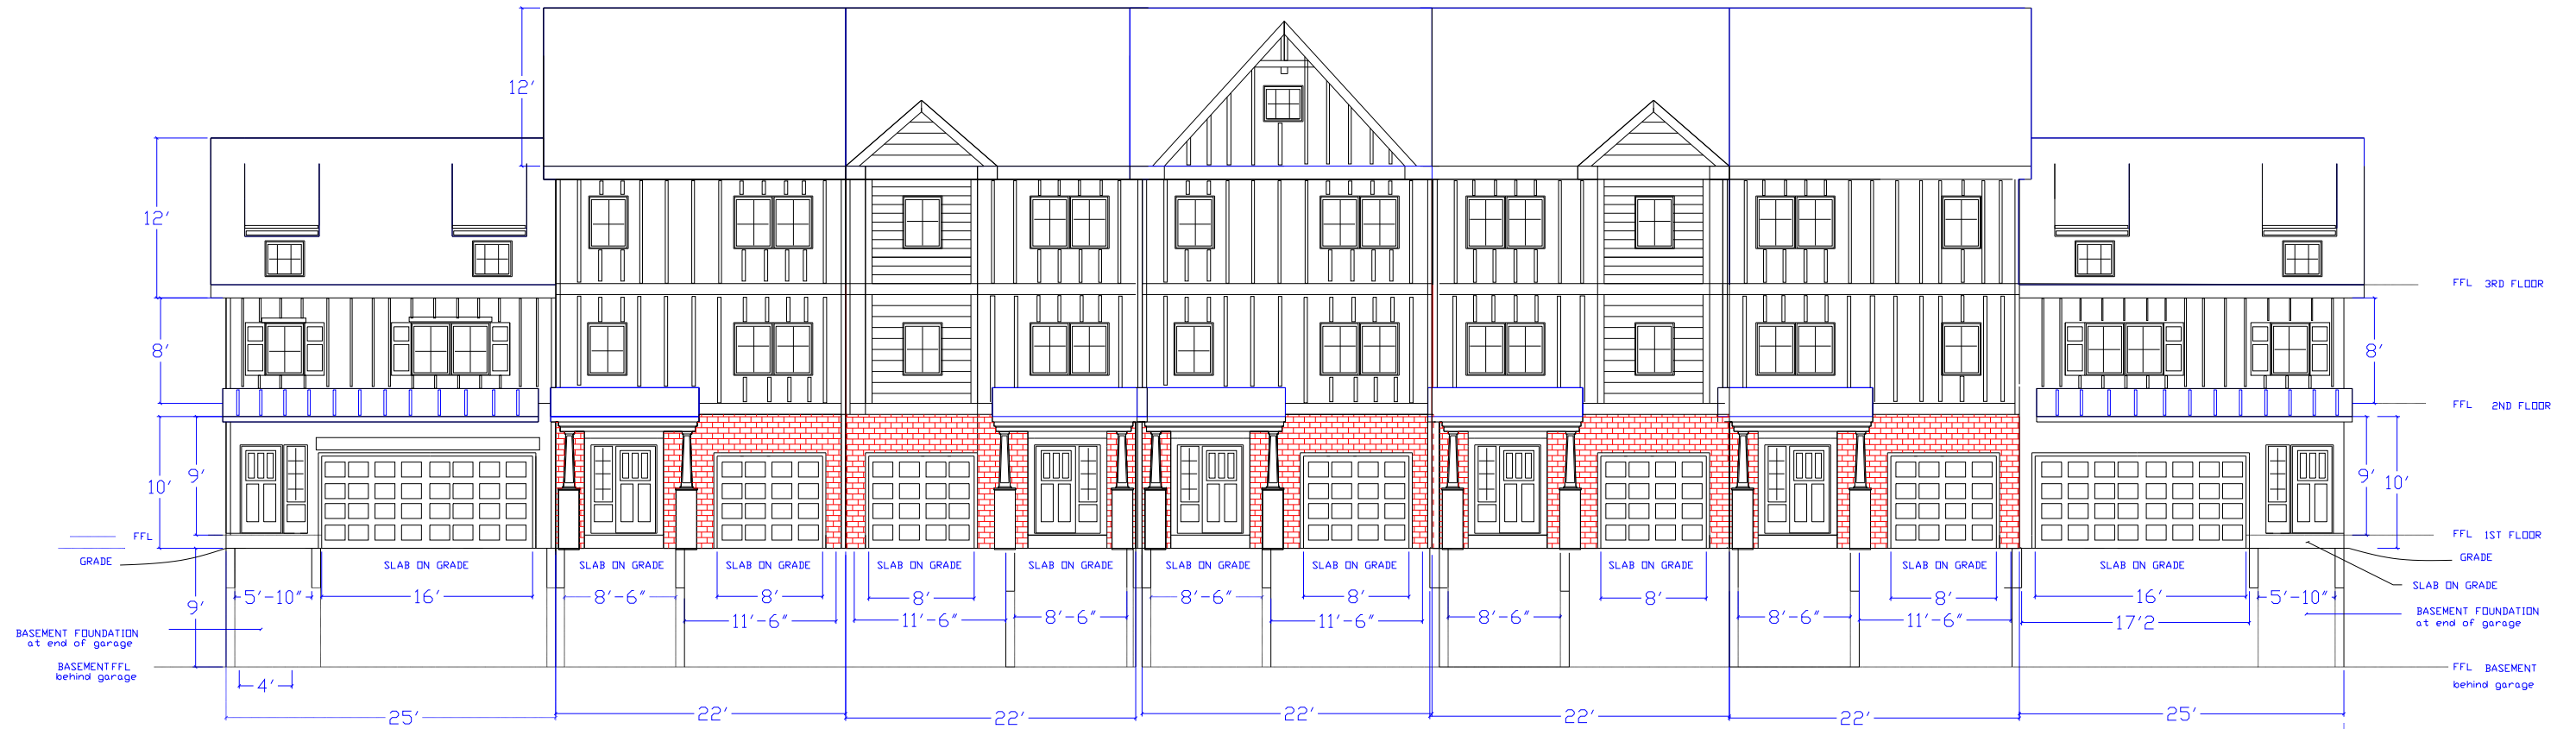 12'
12'
8'
9'
10'
FFL
GRADE
9'
BASEMENT FOUNDATION
at end of garage
BASEMENT FFL
behind garage
SLAB ON GRADE
SLAB ON GRADE
SLAB ON GRADE
SLAB ON GRADE
SLAB ON GRADE
SLAB ON GRADE
SLAB ON GRADE
SLAB ON GRADE
SLAB ON GRADE
SLAB ON GRADE
5'-10"
16'
8'-6"
8'
8'
8'-6"
8'-6"
8'
8'-6"
8'
8'-6"
8'
16'
5'-10"
11'-6"
11'-6"
11'-6"
11'-6"
17'2
4'
25'
22'
22'
22'
22'
22'
25'
FFL 3RD FLOOR
8'
FFL 2ND FLOOR
9'
10'
FFL 1ST FLOOR
GRADE
SLAB ON GRADE
BASEMENT FOUNDATION
at end of garage
FFL BASEMENT
behind garage